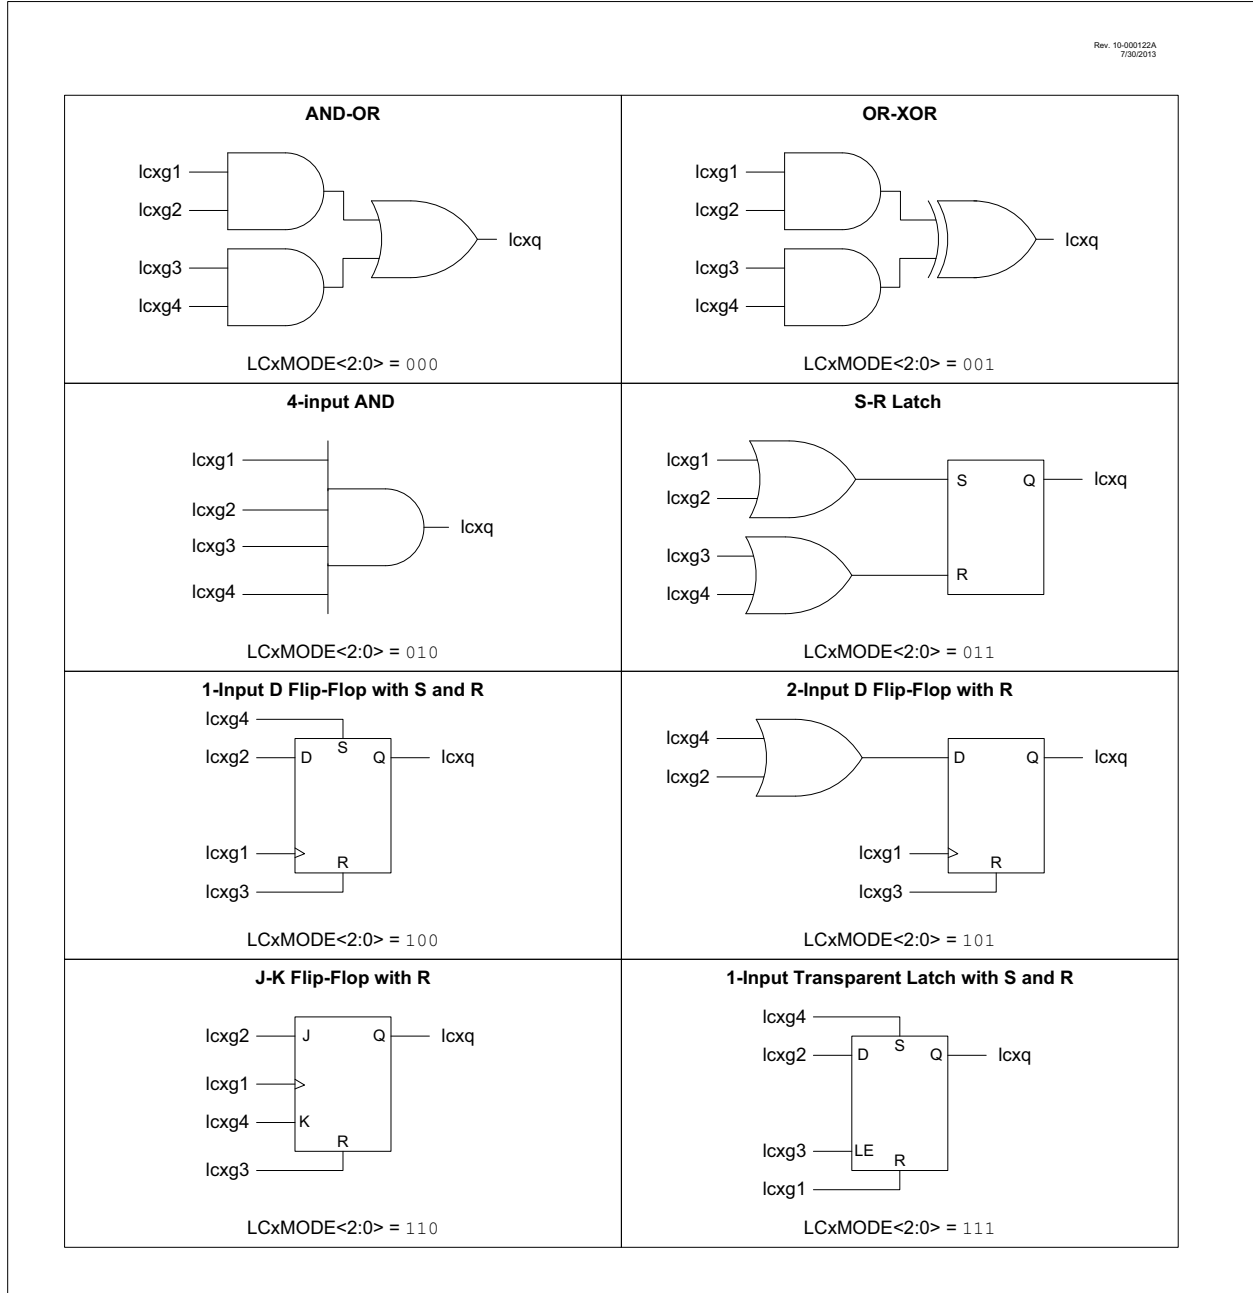 Rev. 10-000122A
7/30/2013
AND-OR
lcxg1
lcxg2
lcxg3
lcxg4
lcxq
LCxMODE<2:0> = 000
OR-XOR
lcxg1
lcxg2
lcxg3
lcxg4
lcxq
LCxMODE<2:0> = 001
4-input AND
lcxg1
lcxg2
lcxg3
lcxg4
lcxq
LCxMODE<2:0> = 010
S-R Latch
lcxg1
lcxg2
lcxg3
lcxg4
S Q
R
lcxq
LCxMODE<2:0> = 011
1-Input D Flip-Flop with S and R
lcxg4
S
lcxg2 D Q lcxq
lcxg1
R
lcxg3
LCxMODE<2:0> = 100
2-Input D Flip-Flop with R
lcxg4
lcxg2
D Q lcxq
lcxg1
R
lcxg3
LCxMODE<2:0> = 101
J-K Flip-Flop with R
lcxg2 J Q lcxq
lcxg1
lcxg4 K
R
lcxg3
LCxMODE<2:0> = 110
1-Input Transparent Latch with S and R
lcxg4
S
lcxg2 D Q lcxq
lcxg3 LE
R
lcxg1
LCxMODE<2:0> = 111